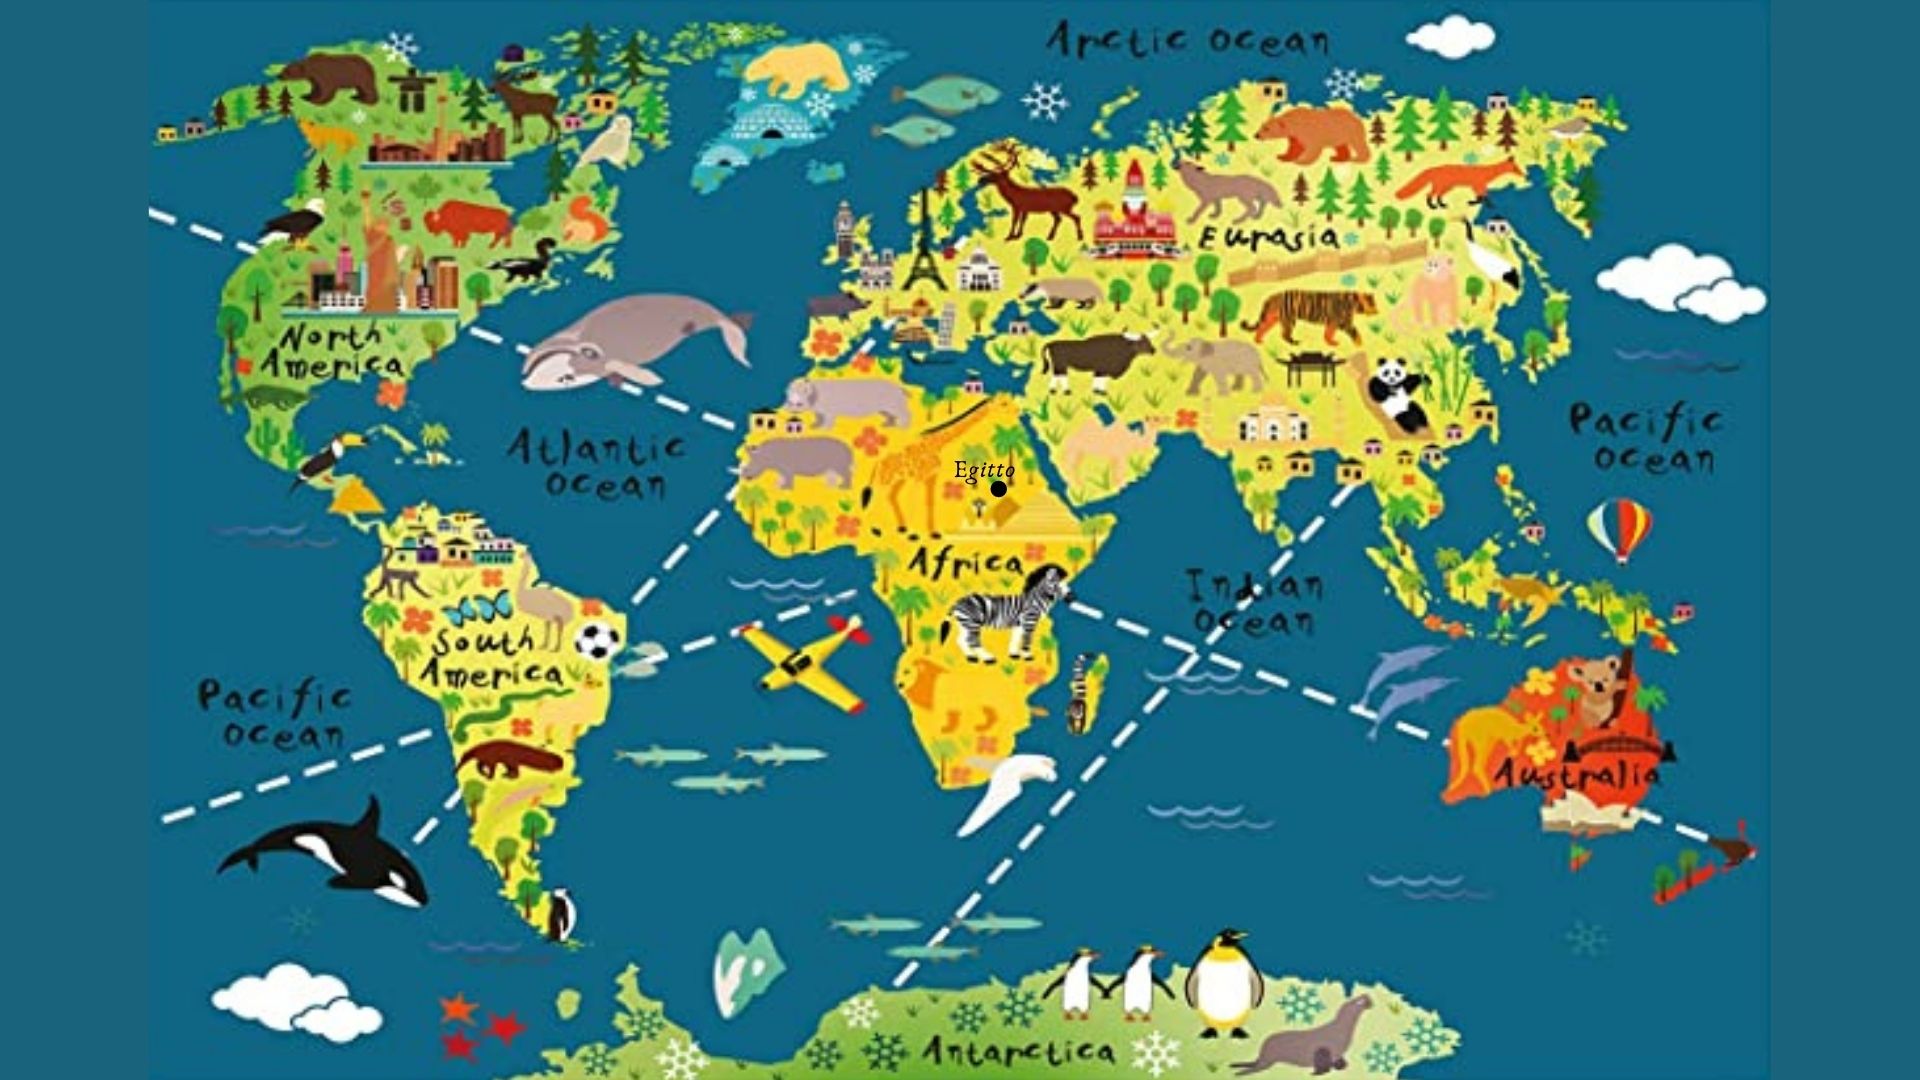 Arctic ocean
Eurasia
North
America
Atlantic
ocean
Pacific
ocean
Egitto
Africa
Indian
ocean
South
America
Pacific
ocean
Australia
Antarctica